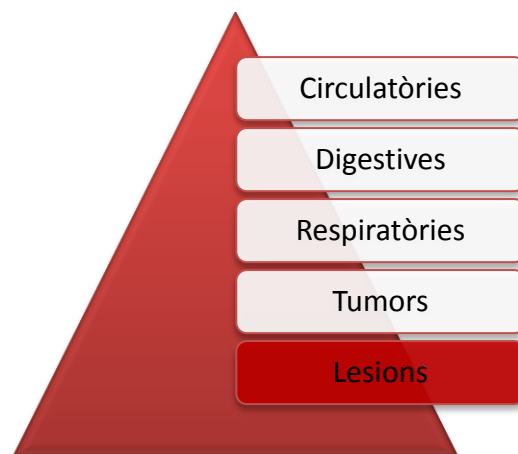 Circulatòries
Digestives
Respiratòries
Tumors
Lesions